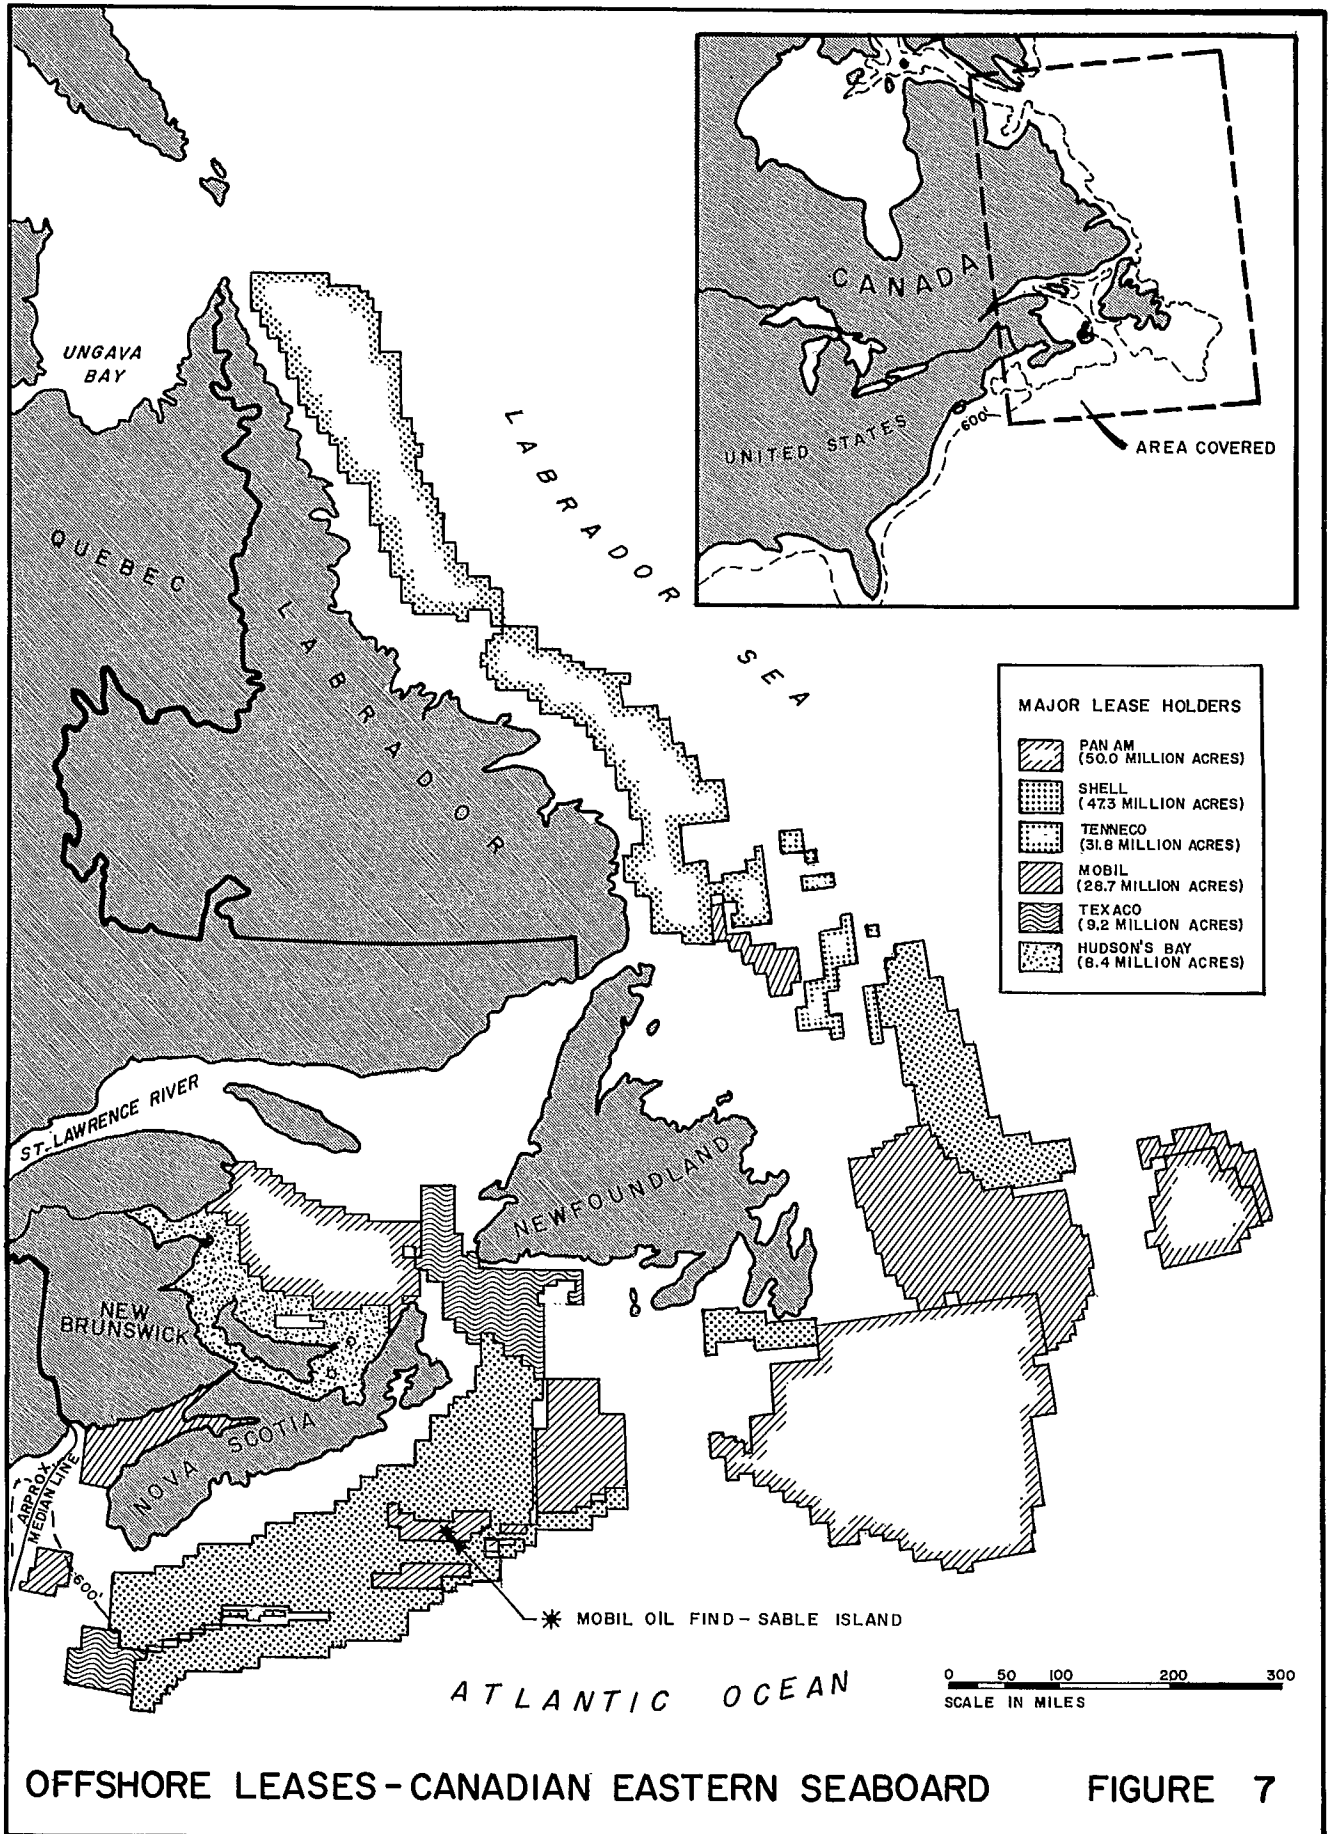 CANADA
UNITED STATES
600'
AREA COVERED
UNGAVA
BAY
LABRADOR SEA
QUEBEC
LABRADOR
MAJOR LEASE HOLDERS
PAN AM
(50.0 MILLION ACRES)
SHELL
(47.3 MILLION ACRES)
TENNECO
(31.8 MILLION ACRES)
MOBIL
(28.7 MILLION ACRES)
TEXACO
(9.2 MILLION ACRES)
HUDSON'S BAY
(8.4 MILLION ACRES)
ST. LAWRENCE RIVER
NEWFOUNDLAND
NEW
BRUNSWICK
NOVA SCOTIA
APPROX.
MEDIAN LINE
600'
MOBIL OIL FIND - SABLE ISLAND
ATLANTIC OCEAN
0 50 100 200 300
SCALE IN MILES
OFFSHORE LEASES - CANADIAN EASTERN SEABOARD FIGURE 7